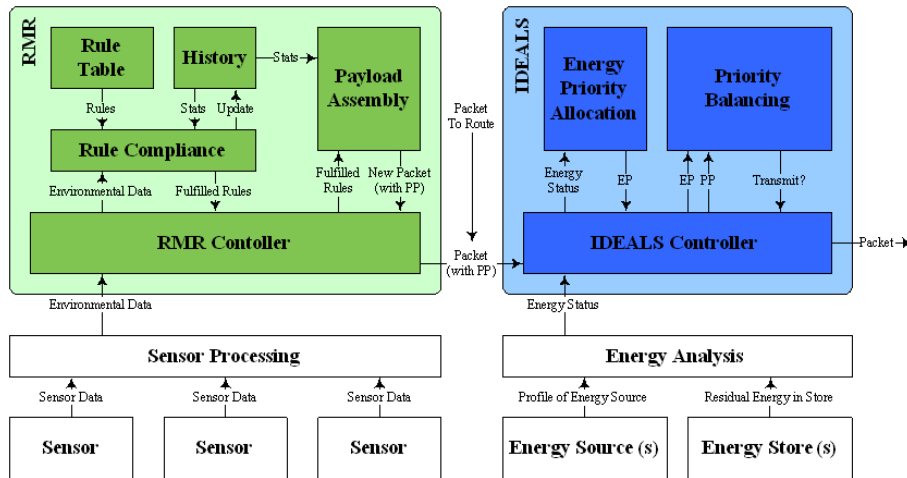 RMR
Rule
Table
History
Stats
Payload
Assembly
Rules
Stats
Update
Rule Compliance
Environmental Data
Fulfilled Rules
Fulfilled
Rules
New Packet
(with PP)
RMR Contoller
Environmental Data
Packet
To Route
Packet
(with PP)
IDEALS
Energy
Priority
Allocation
Priority
Balancing
Energy
Status
EP
EP
PP
Transmit?
IDEALS Controller
Packet
Energy Status
Sensor Processing
Energy Analysis
Sensor Data
Sensor Data
Sensor Data
Profile of Energy Source
Residual Energy in Store
Sensor
Sensor
Sensor
Energy Source (s)
Energy Store (s)